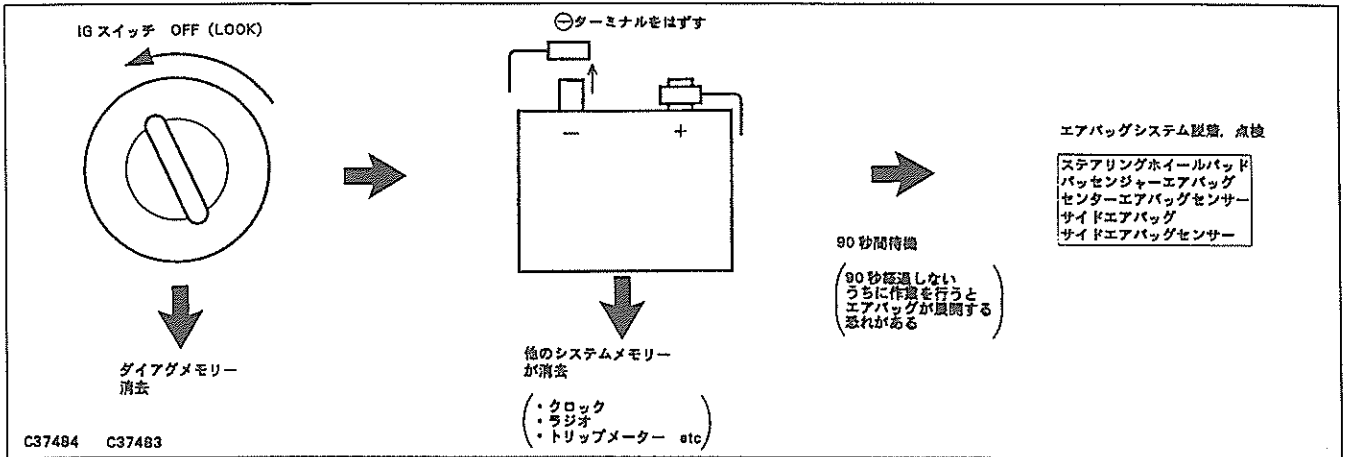 IG スイッチ OFF (LOOK)
⊖ターミナルをはずす
− +
エアバッグシステム脱着, 点検
ステアリングホイールパッド
パッセンジャーエアバッグ
センターエアバッグセンサー
サイドエアバッグ
サイドエアバッグセンサー
90秒間待機
(90秒経過しない
うちに作業を行うと
エアバッグが展開する
恐れがある)
ダイアグメモリー
消去
他のシステムメモリー
が消去
(・クロック
・ラジオ
・トリップメーター etc)
C37484 C37483